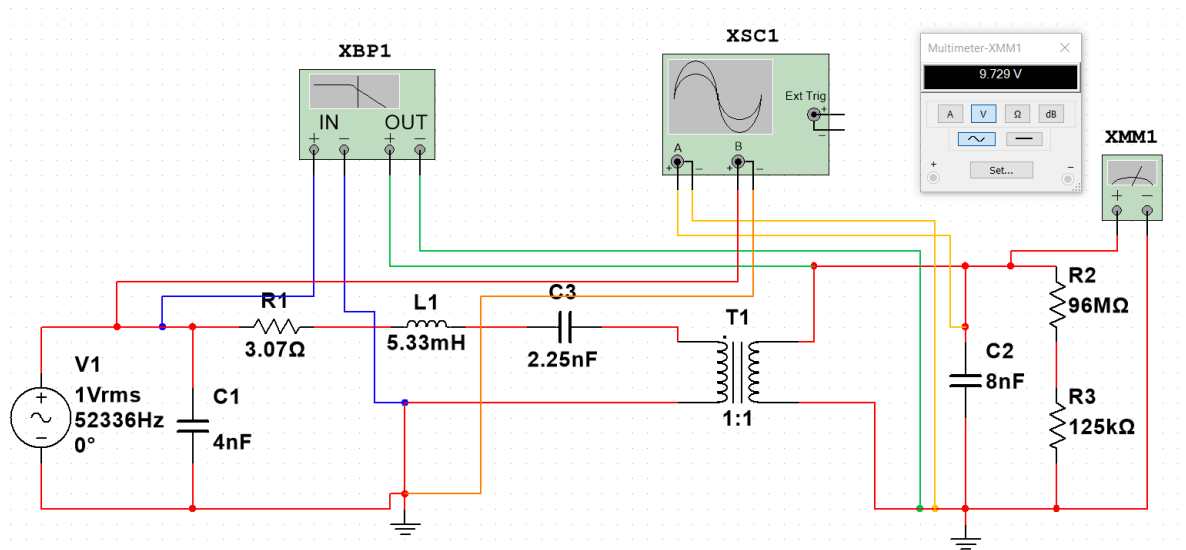 XBP1
IN
OUT
+
−
+
−
XSC1
Ext Trig
+
−
A
B
+
−
+
−
Multimeter-XMM1
9.729 V
A
V
Ω
dB
+
Set...
−
XMM1
+
−
V1
1Vrms
52336Hz
0°
C1
4nF
R1
3.07Ω
L1
5.33mH
C3
2.25nF
T1
1:1
C2
8nF
R2
96MΩ
R3
125kΩ